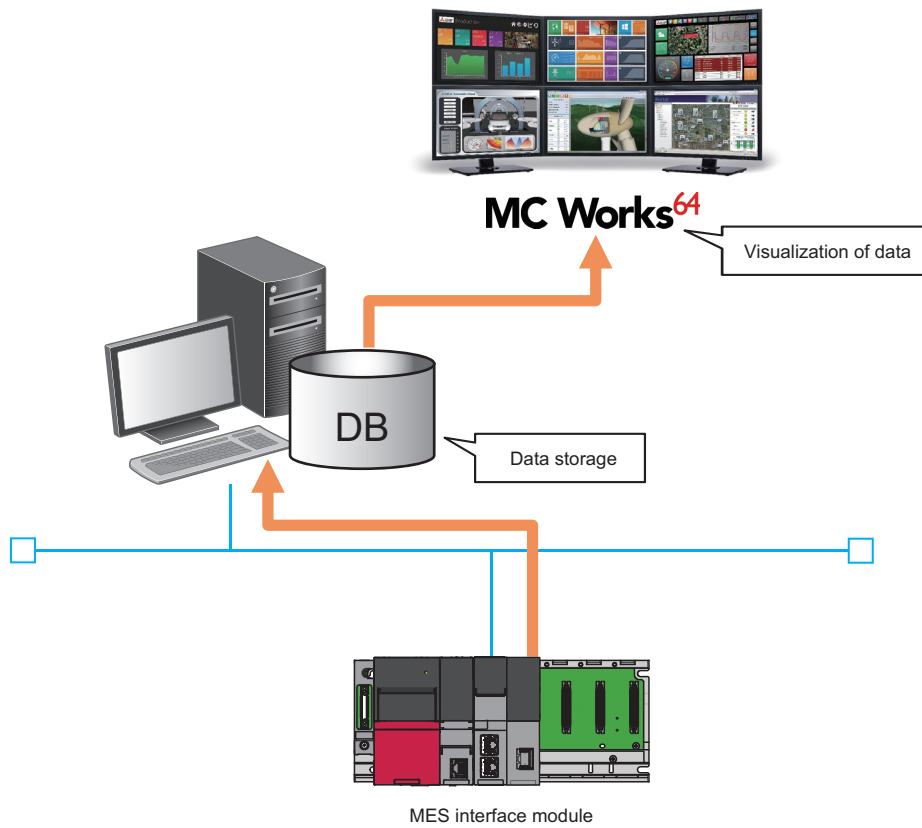 MC Works64
Visualization of data
DB
Data storage
MES interface module